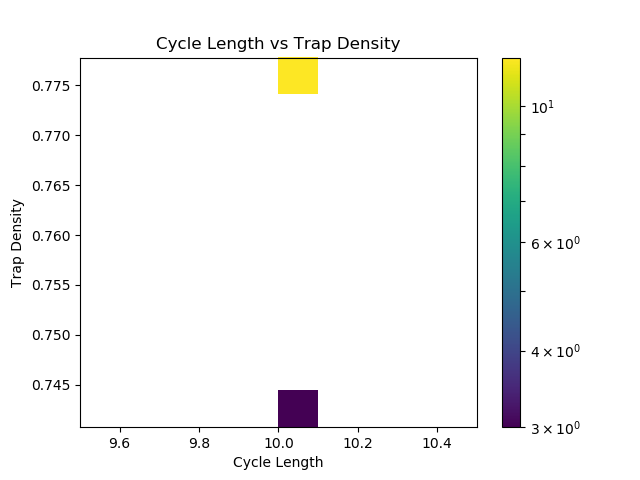 Cycle Length vs Trap Density
0.775
0.770
0.765
0.760
0.755
0.750
0.745
Trap Density
9.6 9.8 10.0 10.2 10.4
Cycle Length
10¹
6 × 10⁰
4 × 10⁰
3 × 10⁰